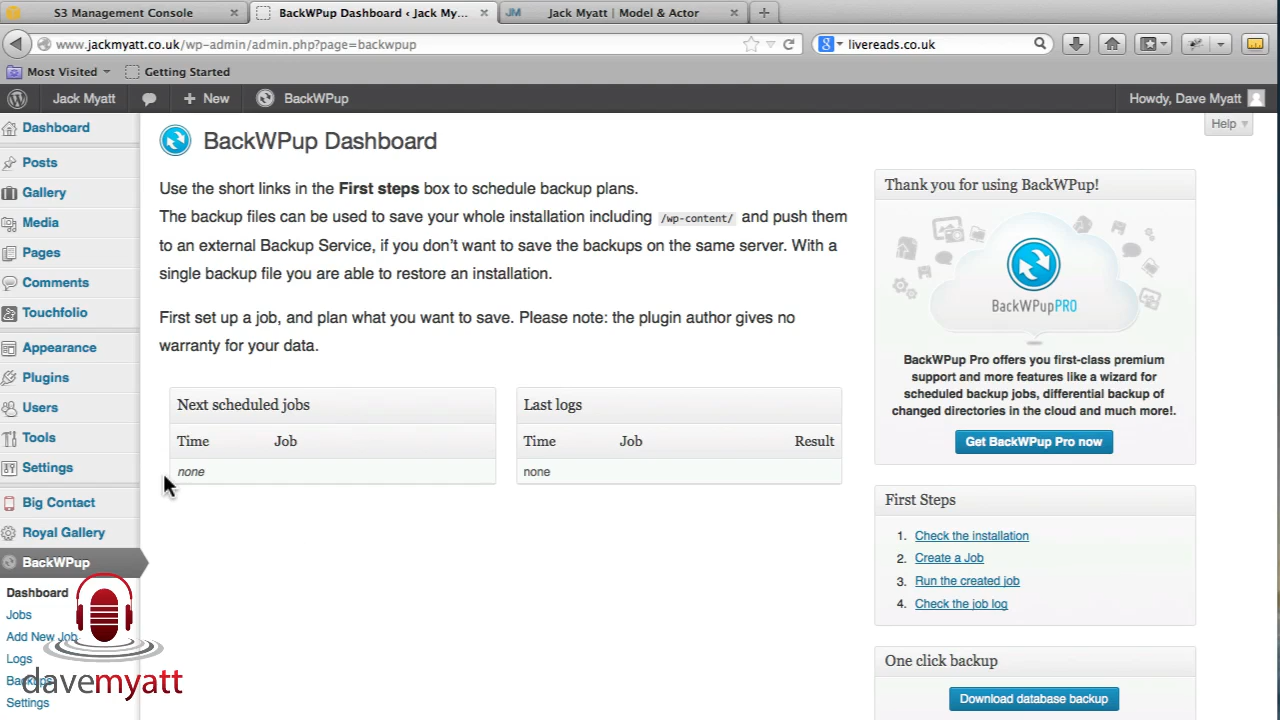 S3 Management Console
BackWPup Dashboard ‹ Jack My...
JM
Jack Myatt | Model & Actor
www.jackmyatt.co.uk/wp-admin/admin.php?page=backwpup
livereads.co.uk
Most Visited
Getting Started
Jack Myatt
New
BackWPup
Howdy, Dave Myatt
Help
Dashboard
Posts
Gallery
Media
Pages
Comments
Touchfolio
Appearance
Plugins
Users
Tools
Settings
Big Contact
Royal Gallery
BackWPup
Dashboard
Jobs
Add New Job
Logs
Backups
Settings
davemyatt
BackWPup Dashboard
Use the short links in the First steps box to schedule backup plans.
The backup files can be used to save your whole installation including /wp-content/ and push them
to an external Backup Service, if you don't want to save the backups on the same server. With a
single backup file you are able to restore an installation.
First set up a job, and plan what you want to save. Please note: the plugin author gives no
warranty for your data.
Next scheduled jobs
Time Job
none
Last logs
Time Job Result
none
Thank you for using BackWPup!
BackWPupPRO
BackWPup Pro offers you first-class premium
support and more features like a wizard for
scheduled backup jobs, differential backup of
changed directories in the cloud and much more!.
Get BackWPup Pro now
First Steps
1. Check the installation
2. Create a Job
3. Run the created job
4. Check the job log
One click backup
Download database backup